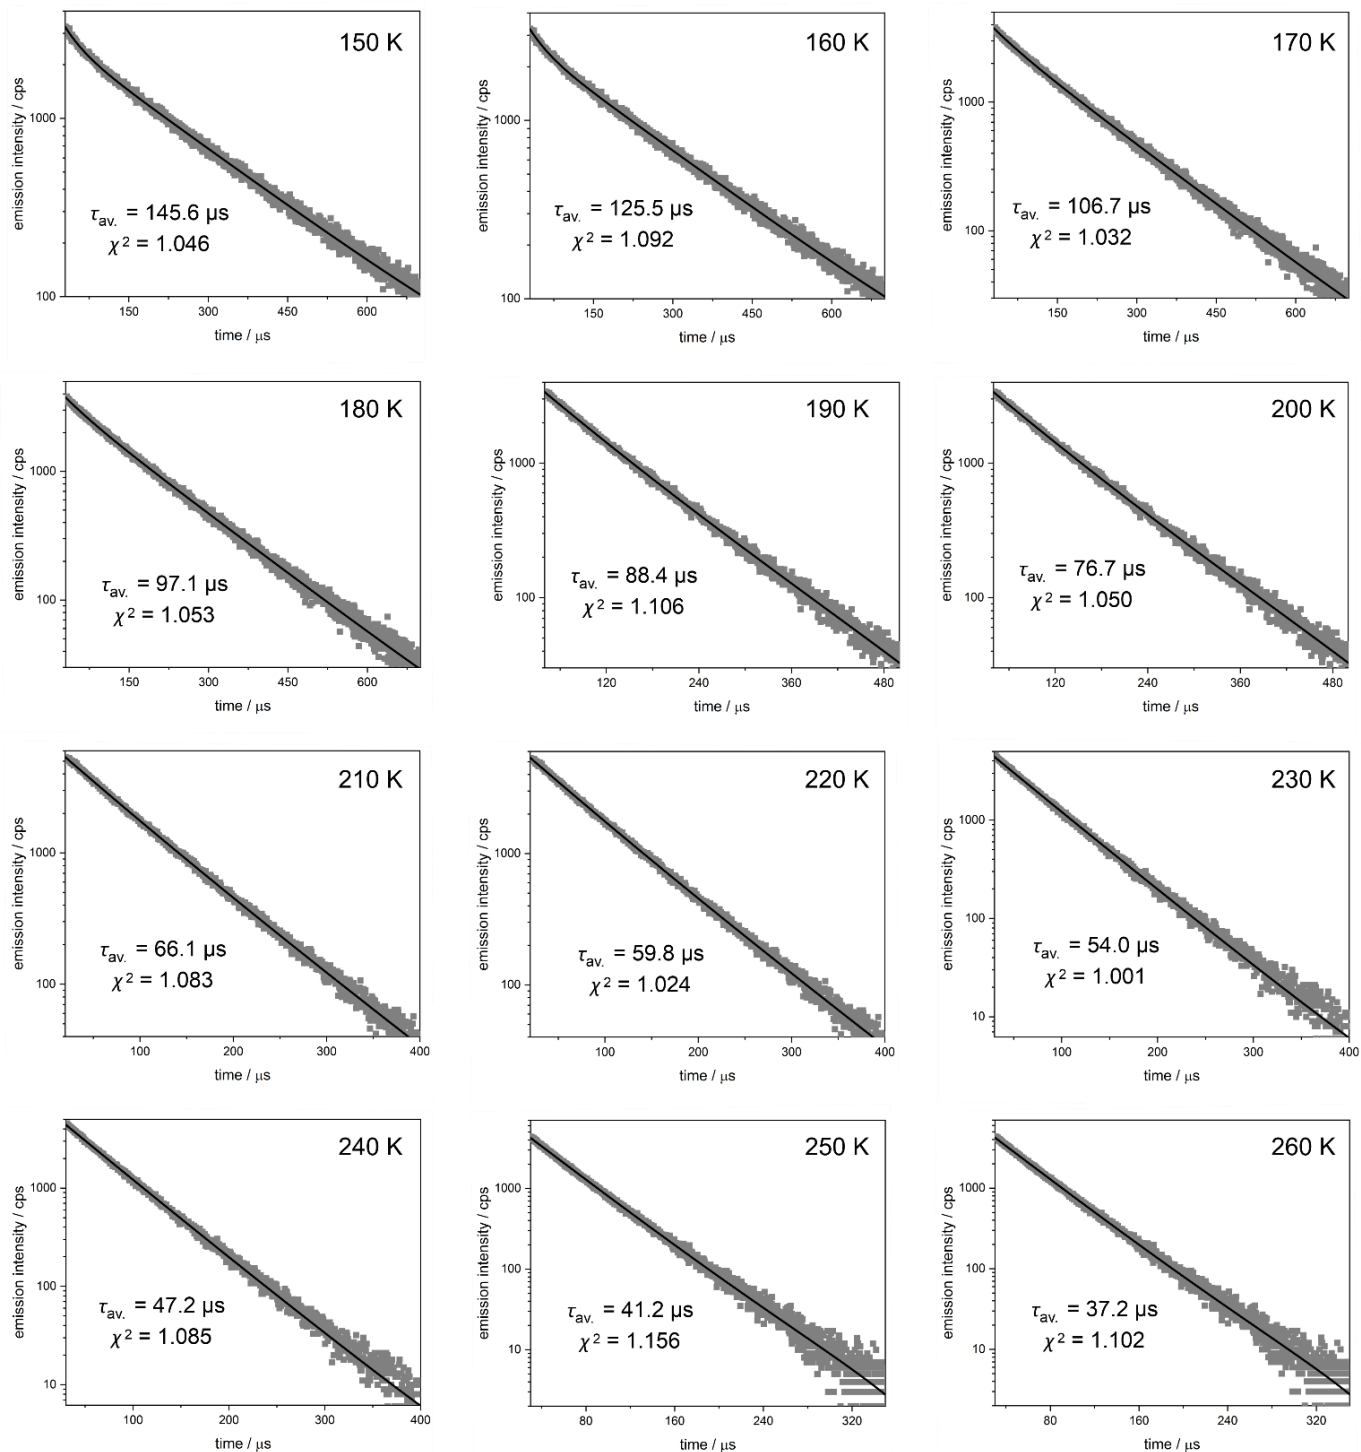 150 K
emission intensity / cps
1000
100
τav. = 145.6 µs
χ² = 1.046
150 300 450 600
time / µs
160 K
emission intensity / cps
1000
100
τav. = 125.5 µs
χ² = 1.092
150 300 450 600
time / µs
170 K
emission intensity / cps
1000
100
τav. = 106.7 µs
χ² = 1.032
150 300 450 600
time / µs
180 K
emission intensity / cps
1000
100
τav. = 97.1 µs
χ² = 1.053
150 300 450 600
time / µs
190 K
emission intensity / cps
1000
100
τav. = 88.4 µs
χ² = 1.106
120 240 360 480
time / µs
200 K
emission intensity / cps
1000
100
τav. = 76.7 µs
χ² = 1.050
120 240 360 480
time / µs
210 K
emission intensity / cps
1000
100
τav. = 66.1 µs
χ² = 1.083
100 200 300 400
time / µs
220 K
emission intensity / cps
1000
100
τav. = 59.8 µs
χ² = 1.024
100 200 300 400
time / µs
230 K
emission intensity / cps
1000
100
10
τav. = 54.0 µs
χ² = 1.001
100 200 300 400
time / µs
240 K
emission intensity / cps
1000
100
10
τav. = 47.2 µs
χ² = 1.085
100 200 300 400
time / µs
250 K
emission intensity / cps
1000
100
10
τav. = 41.2 µs
χ² = 1.156
80 160 240 320
time / µs
260 K
emission intensity / cps
1000
100
10
τav. = 37.2 µs
χ² = 1.102
80 160 240 320
time / µs